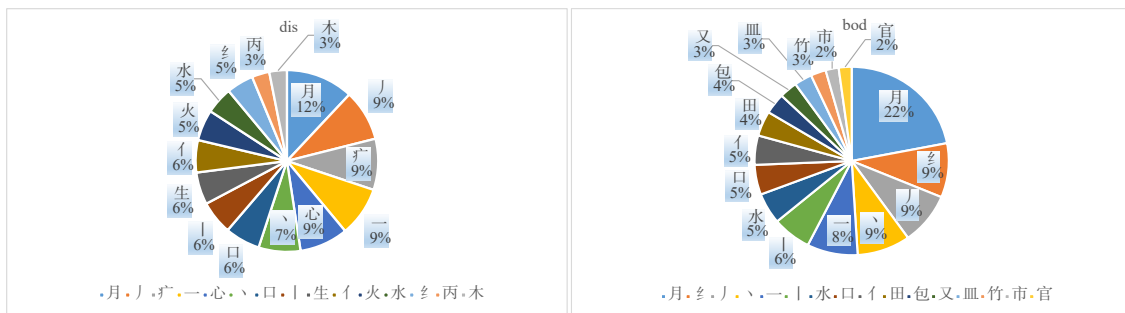 dis
月
12%
丿
9%
疒
9%
一
9%
心
9%
丶
7%
口
6%
丨
6%
生
6%
亻
6%
火
5%
水
5%
纟
5%
丙
3%
木
3%
月 丿 疒 一 心 丶 口 丨 生 亻 火 水 纟 丙 木
bod
月
22%
纟
9%
丿
9%
丶
9%
一
8%
丨
6%
水
5%
口
5%
亻
5%
田
4%
包
4%
又
3%
皿
3%
竹
3%
市
2%
官
2%
月 纟 丿 丶 一 丨 水 口 亻 田 包 又 皿 竹 市 官